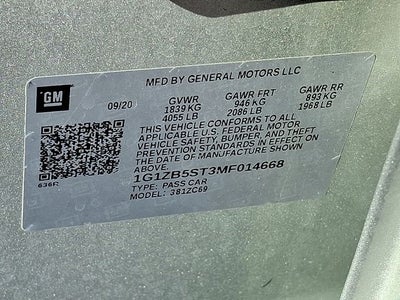 GM
MFD BY GENERAL MOTORS LLC
09/20 GVWR GAWR FRT GAWR RR
1839 KG 946 KG 893 KG
4055 LB 2086 LB 1968 LB
THIS VEHICLE CONFORMS TO ALL
APPLICABLE U.S. FEDERAL MOTOR
VEHICLE SAFETY, BUMPER, AND THEFT
PREVENTION STANDARDS IN EFFECT ON
THE DATE OF MANUFACTURE SHOWN
ABOVE.
636R
1G1ZB5ST3MF014668
TYPE: PASS CAR
MODEL: 381ZC69